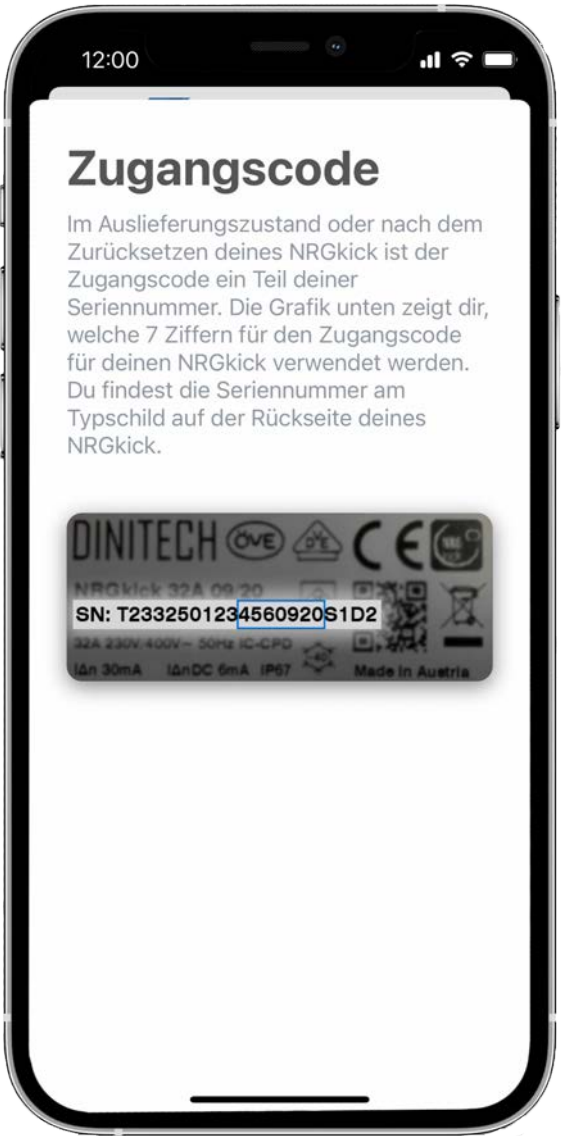 12:00
Zugangscode
Im Auslieferungszustand oder nach dem
Zurücksetzen deines NRGkick ist der
Zugangscode ein Teil deiner
Seriennummer. Die Grafik unten zeigt dir,
welche 7 Ziffern für den Zugangscode
für deinen NRGkick verwendet werden.
Du findest die Seriennummer am
Typschild auf der Rückseite deines
NRGkick.
DINITECH ÖVE CE
NRGkick 32A 09/20
SN: T2332501234560920S1D2
32A 230V/400V~ 50Hz IC-CPD
IΔn 30mA IΔnDC 6mA IP67 Made in Austria